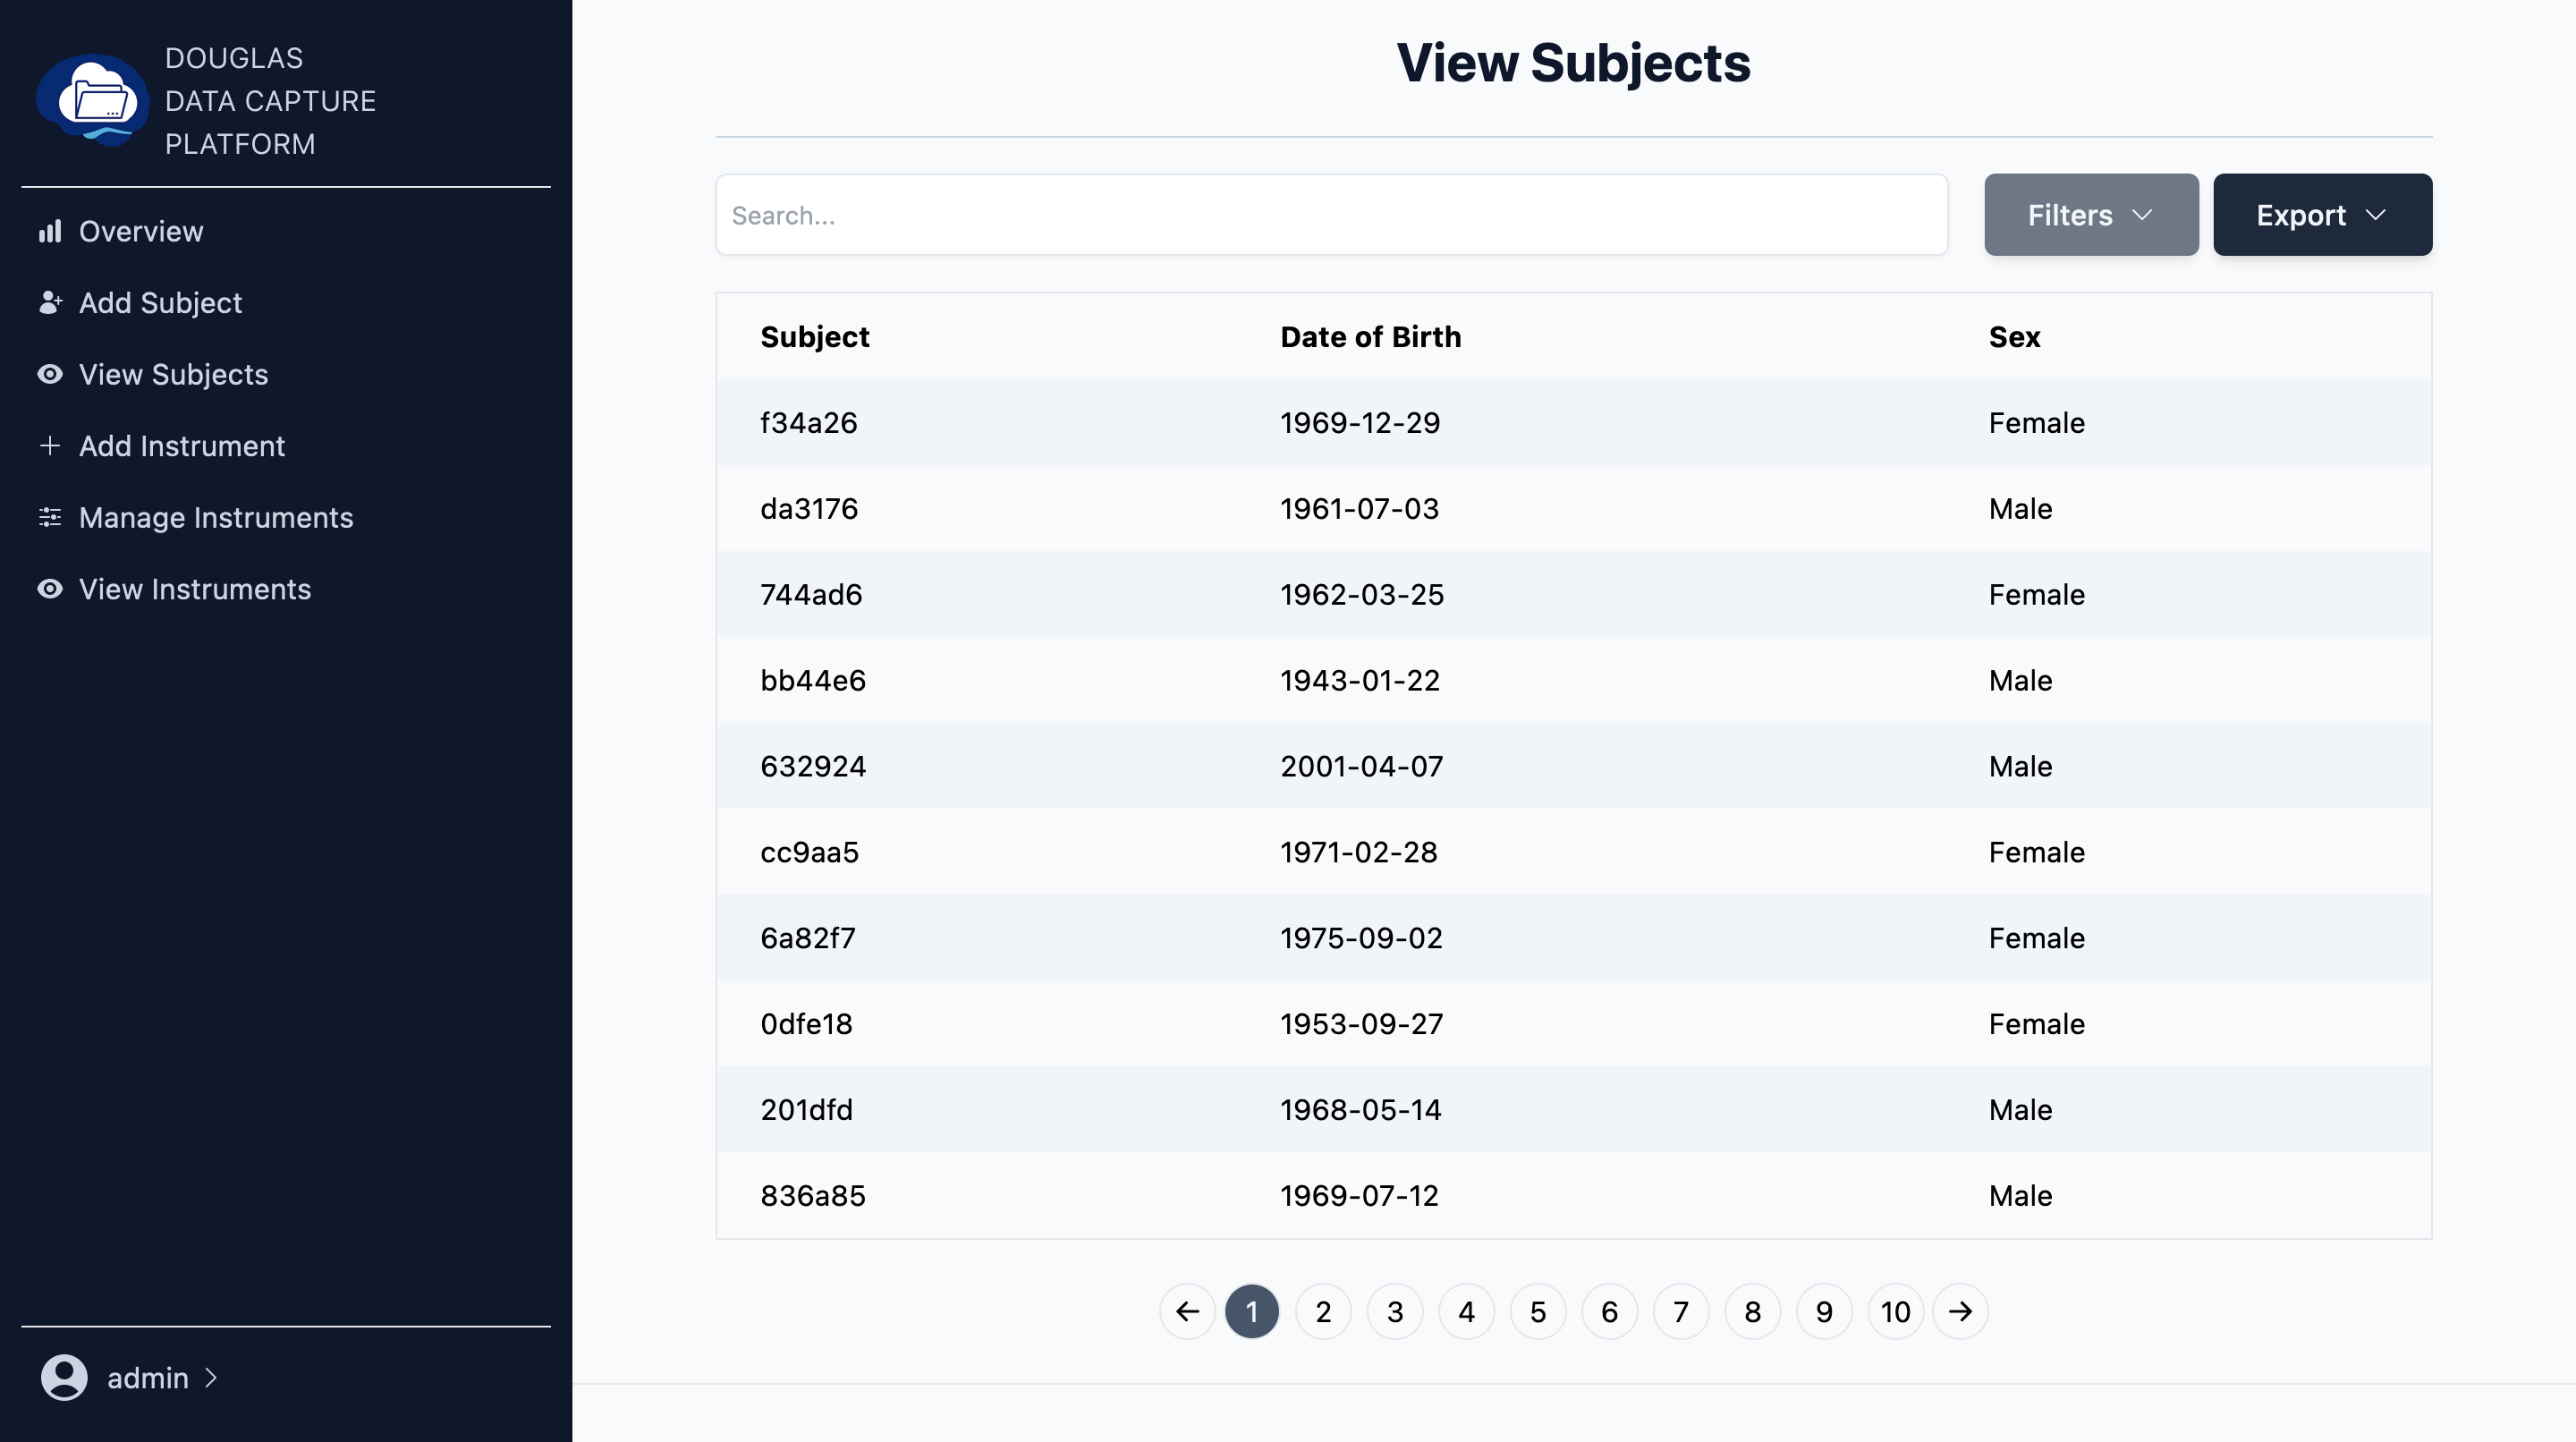 DOUGLAS
DATA CAPTURE
PLATFORM
Overview
Add Subject
View Subjects
Add Instrument
Manage Instruments
View Instruments
admin
View Subjects
Search...
Filters
Export
Subject Date of Birth Sex
f34a26 1969-12-29 Female
da3176 1961-07-03 Male
744ad6 1962-03-25 Female
bb44e6 1943-01-22 Male
632924 2001-04-07 Male
cc9aa5 1971-02-28 Female
6a82f7 1975-09-02 Female
0dfe18 1953-09-27 Female
201dfd 1968-05-14 Male
836a85 1969-07-12 Male
1 2 3 4 5 6 7 8 9 10